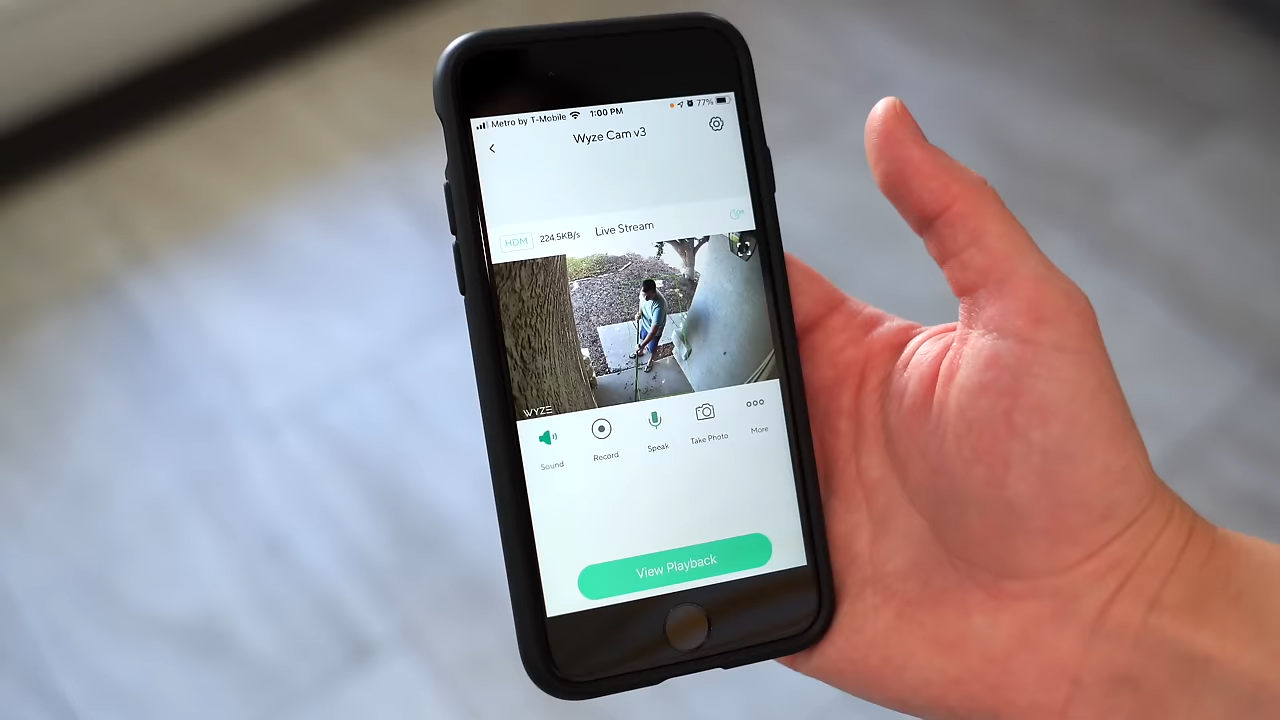 Metro by T-Mobile 1:00 PM 77%
Wyze Cam v3
HDM 224.5KB/s Live Stream
WYZE
Sound Record Speak Take Photo More
View Playback